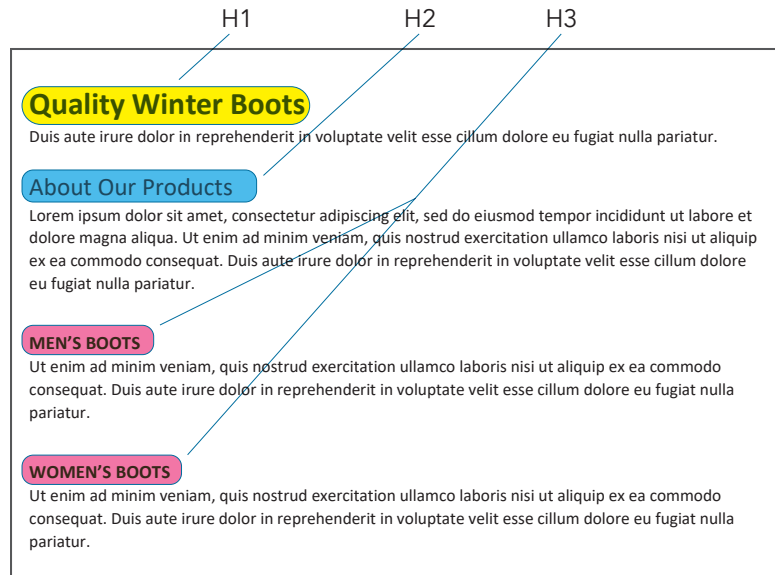 H1 H2 H3
Quality Winter Boots
Duis aute irure dolor in reprehenderit in voluptate velit esse cillum dolore eu fugiat nulla pariatur.
About Our Products
Lorem ipsum dolor sit amet, consectetur adipiscing elit, sed do eiusmod tempor incididunt ut labore et
dolore magna aliqua. Ut enim ad minim veniam, quis nostrud exercitation ullamco laboris nisi ut aliquip
ex ea commodo consequat. Duis aute irure dolor in reprehenderit in voluptate velit esse cillum dolore
eu fugiat nulla pariatur.
MEN’S BOOTS
Ut enim ad minim veniam, quis nostrud exercitation ullamco laboris nisi ut aliquip ex ea commodo
consequat. Duis aute irure dolor in reprehenderit in voluptate velit esse cillum dolore eu fugiat nulla
pariatur.
WOMEN’S BOOTS
Ut enim ad minim veniam, quis nostrud exercitation ullamco laboris nisi ut aliquip ex ea commodo
consequat. Duis aute irure dolor in reprehenderit in voluptate velit esse cillum dolore eu fugiat nulla
pariatur.